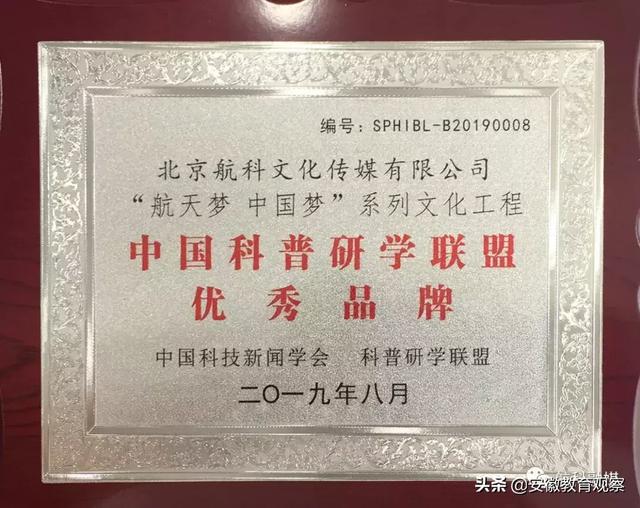 编号：SPHIBL-B20190008
北京航科文化传媒有限公司
“航天梦 中国梦”系列文化工程
中国科普研学联盟
优秀品牌
中国科技新闻学会 科普研学联盟
二〇一九年八月
头条 @安徽教育观察